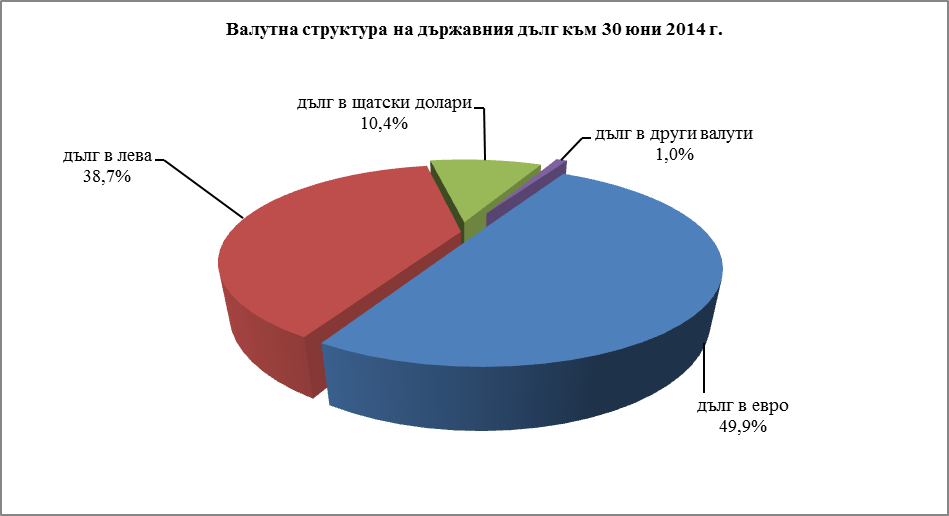 Валутна структура на държавния дълг към 30 юни 2014 г.
дълг в щатски долари
10,4%
дълг в други валути
1,0%
дълг в лева
38,7%
дълг в евро
49,9%